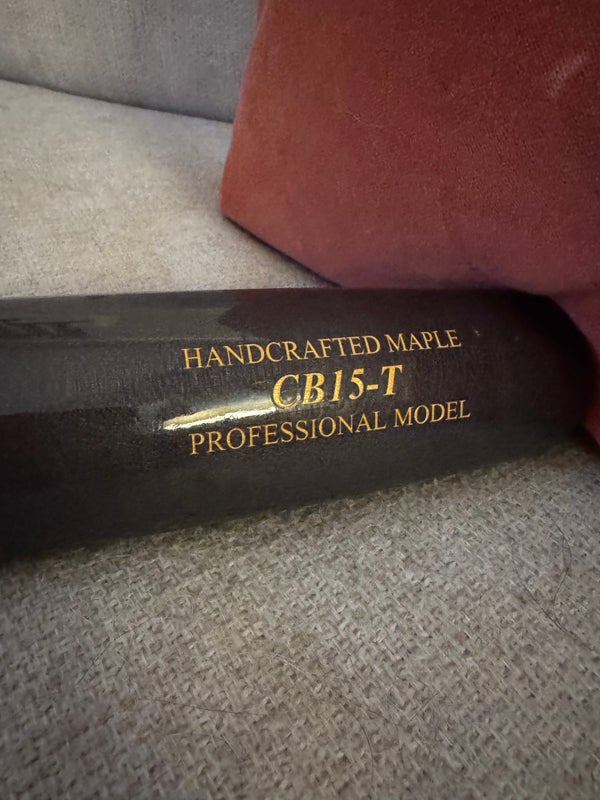 HANDCRAFTED MAPLE
CB15-T
PROFESSIONAL MODEL